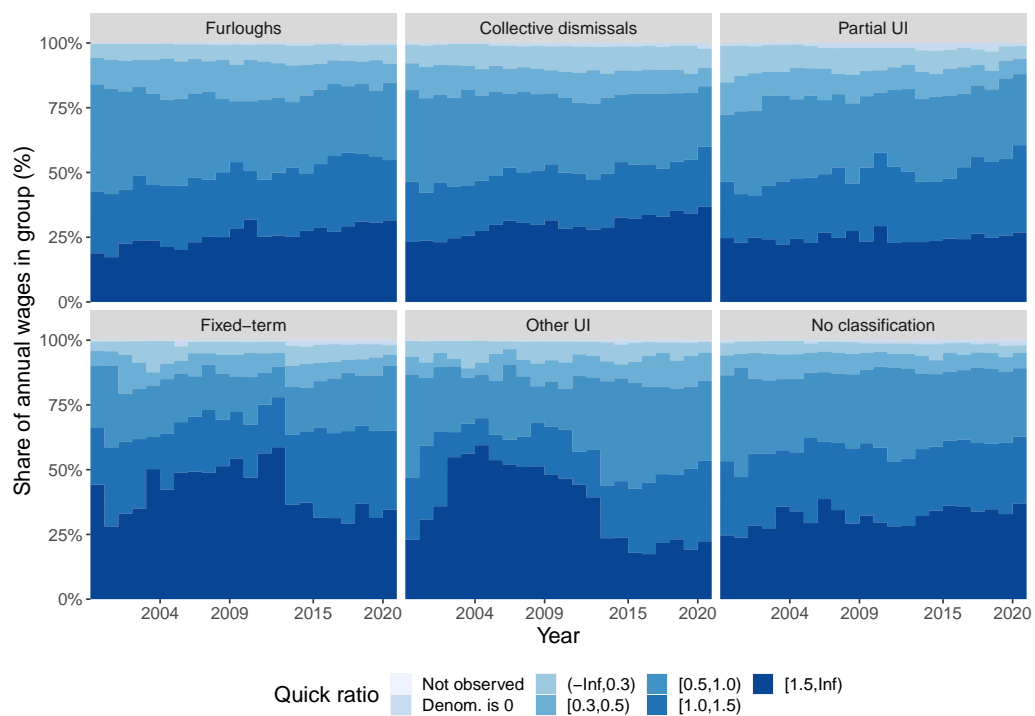 Furloughs Collective dismissals Partial UI
100%
75%
50%
25%
0%
Fixed−term Other UI No classification
100%
75%
50%
25%
0%
2004 2009 2015 2020 2004 2009 2015 2020 2004 2009 2015 2020
Share of annual wages in group (%)
Year
Quick ratio
Not observed (−Inf,0.3) [0.5,1.0) [1.5,Inf)
Denom. is 0 [0.3,0.5) [1.0,1.5)